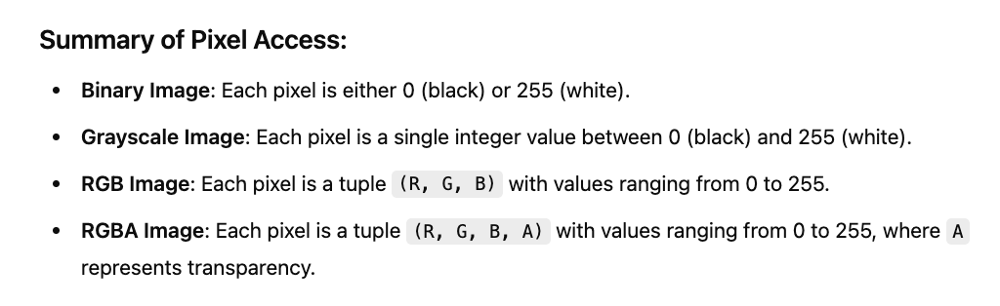 Summary of Pixel Access:
• Binary Image: Each pixel is either 0 (black) or 255 (white).
• Grayscale Image: Each pixel is a single integer value between 0 (black) and 255 (white).
• RGB Image: Each pixel is a tuple (R, G, B) with values ranging from 0 to 255.
• RGBA Image: Each pixel is a tuple (R, G, B, A) with values ranging from 0 to 255, where A
represents transparency.